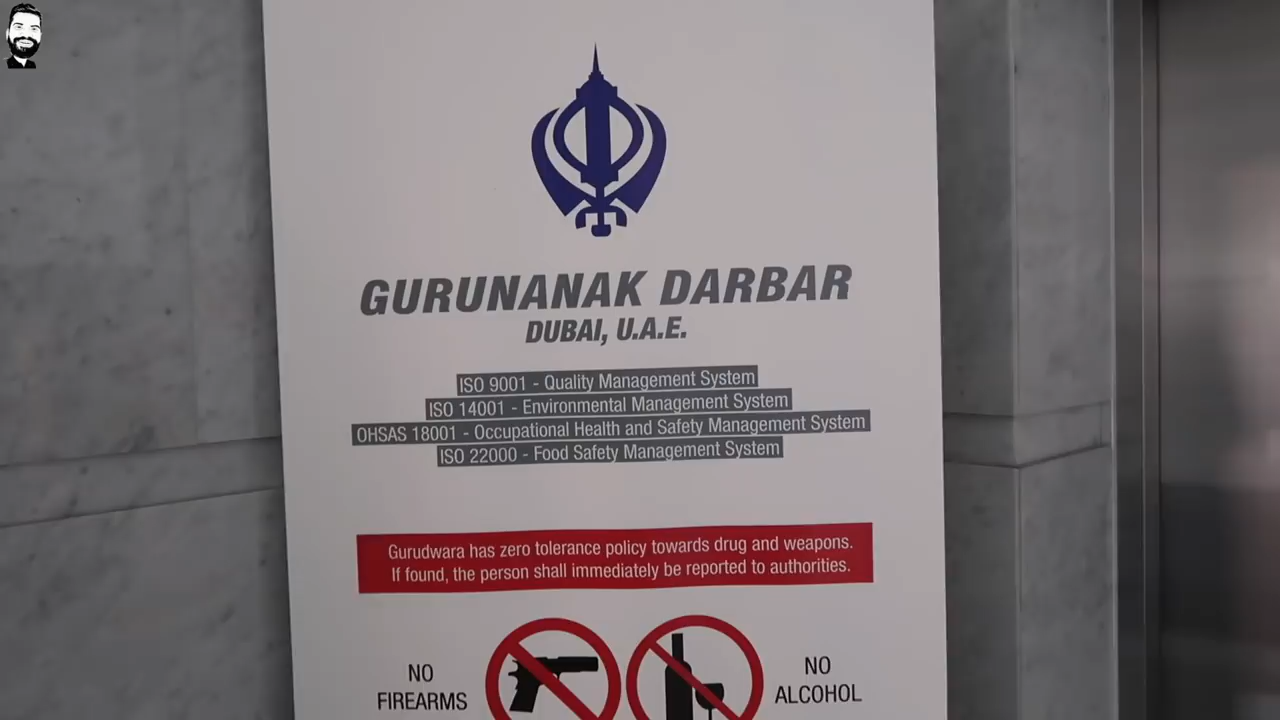 GURUNANAK DARBAR
DUBAI, U.A.E.
ISO 9001 - Quality Management System
ISO 14001 - Environmental Management System
OHSAS 18001 - Occupational Health and Safety Management System
ISO 22000 - Food Safety Management System
Gurudwara has zero tolerance policy towards drug and weapons.
If found, the person shall immediately be reported to authorities.
NO
FIREARMS
NO
ALCOHOL